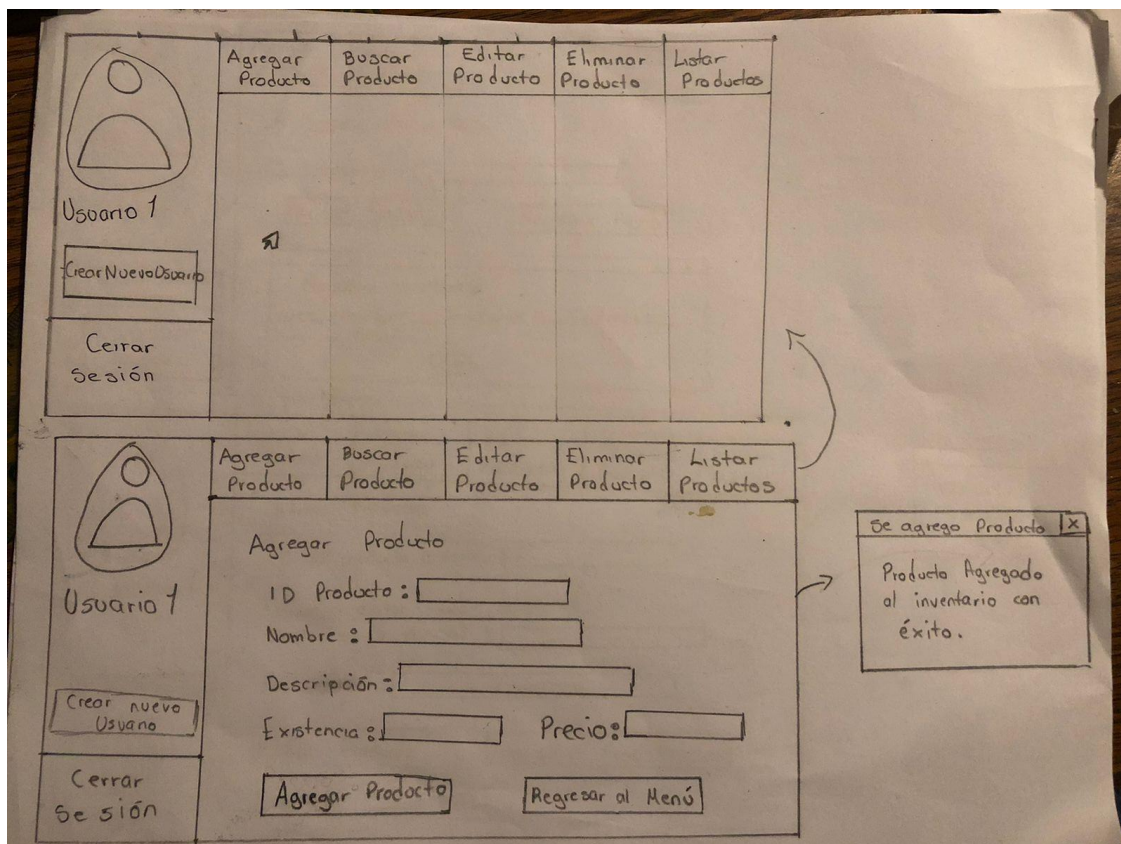 Agregar
Producto
Buscar
Producto
Editar
Producto
Eliminar
Producto
Listar
Productos
Usuario 1
Crear Nuevo Usuario
Cerrar
Sesión
Agregar
Producto
Buscar
Producto
Editar
Producto
Eliminar
Producto
Listar
Productos
Usuario 1
Crear nuevo
Usuario
Cerrar
Sesión
Agregar Producto
ID Producto:
Nombre:
Descripción:
Existencia: Precio:
Agregar Producto Regresar al Menú
Se agrego Producto X
Producto Agregado
al inventario con
éxito.